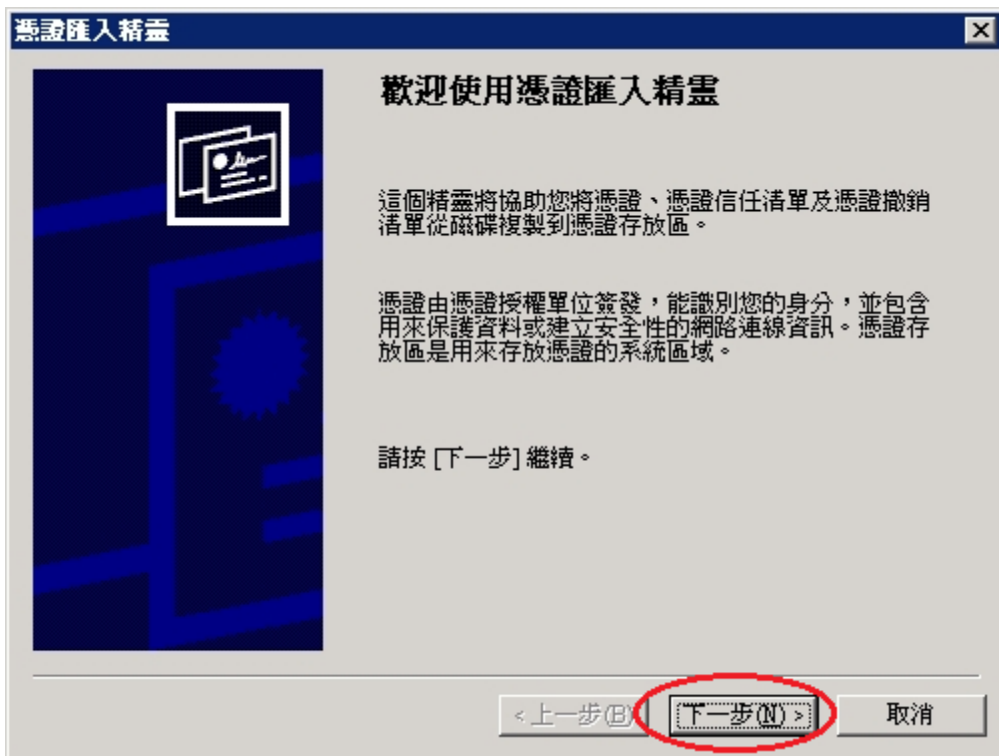 憑證匯入精靈
歡迎使用憑證匯入精靈
這個精靈將協助您將憑證、憑證信任清單及憑證撤銷
清單從磁碟複製到憑證存放區。
憑證由憑證授權單位簽發，能識別您的身分，並包含
用來保護資料或建立安全性的網路連線資訊。憑證存
放區是用來存放憑證的系統區域。
請按 [下一步] 繼續。
< 上一步(B) 下一步(N) > 取消